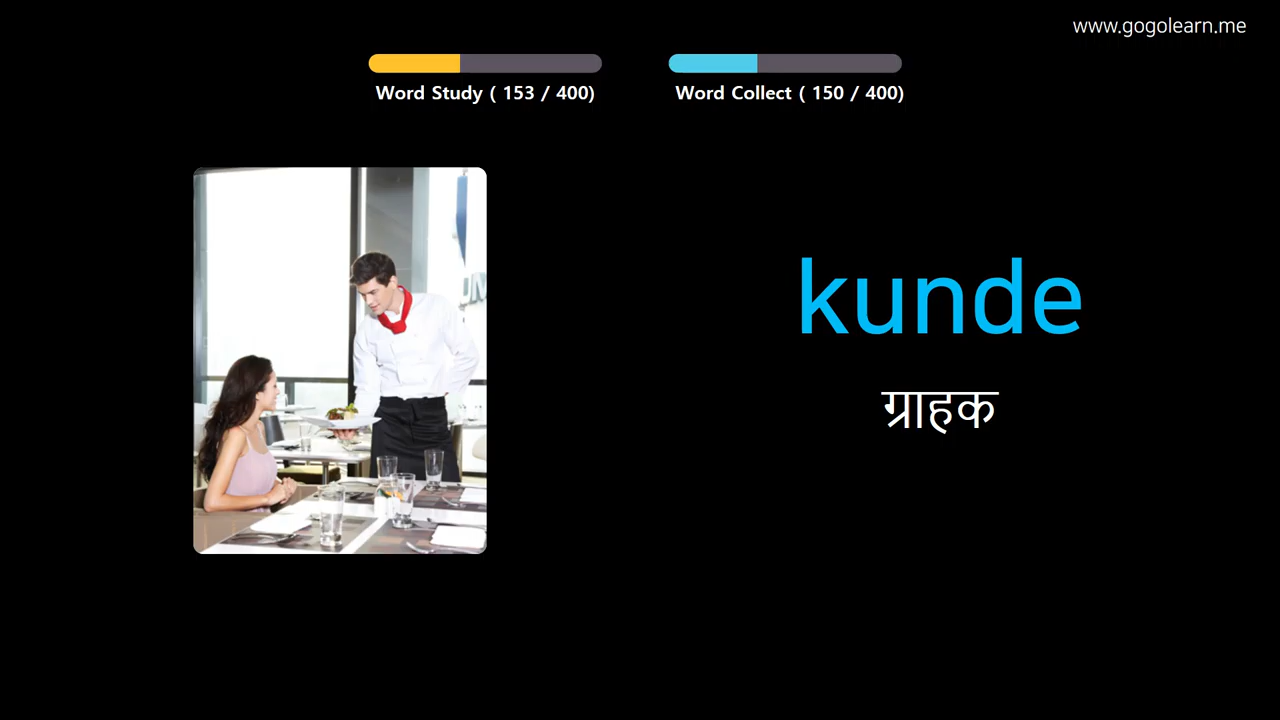 www.gogolearn.me
Word Study ( 153 / 400)
Word Collect ( 150 / 400)
kunde
ग्राहक